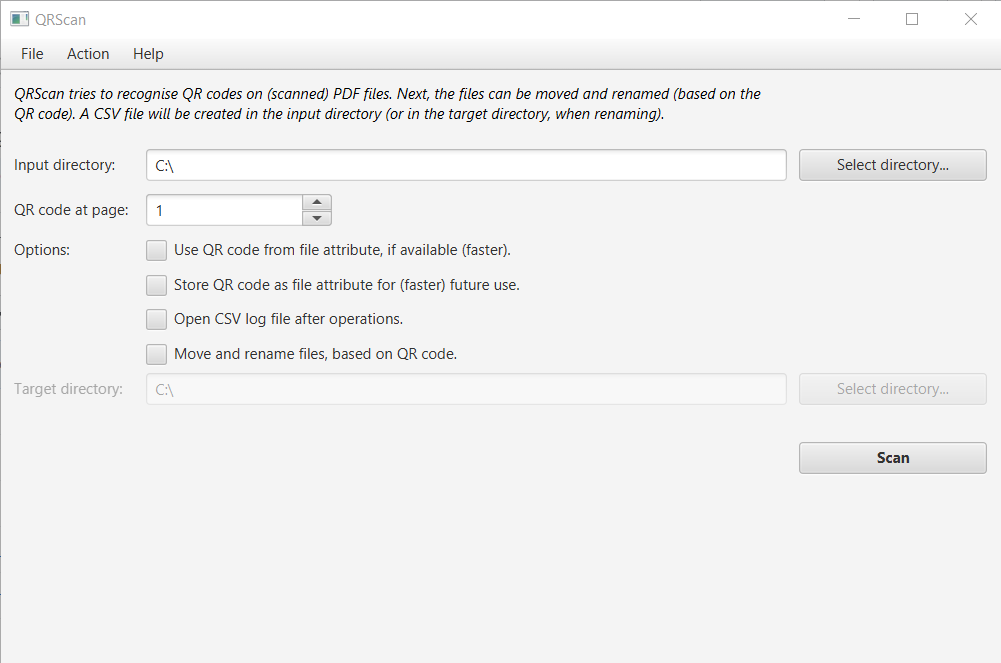 QRScan
File Action Help
QRScan tries to recognise QR codes on (scanned) PDF files. Next, the files can be moved and renamed (based on the
QR code). A CSV file will be created in the input directory (or in the target directory, when renaming).
Input directory: C:\ Select directory...
QR code at page: 1
Options: Use QR code from file attribute, if available (faster).
Store QR code as file attribute for (faster) future use.
Open CSV log file after operations.
Move and rename files, based on QR code.
Target directory: C:\ Select directory...
Scan